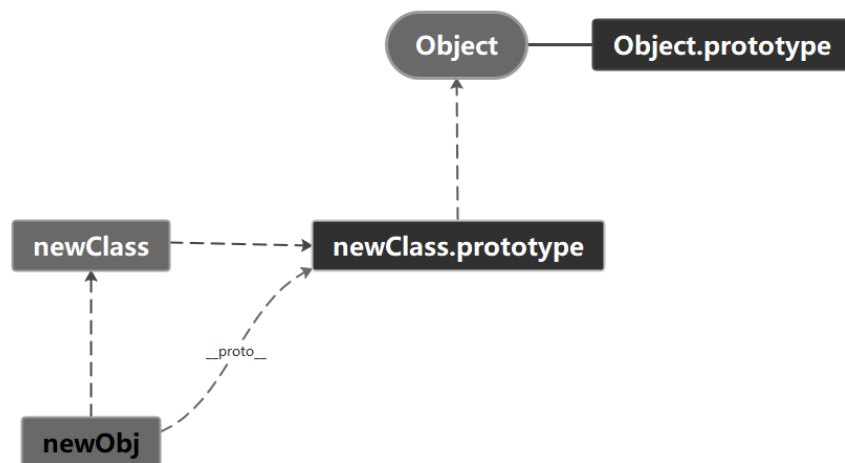 Object
Object.prototype
newClass
newClass.prototype
__proto__
newObj